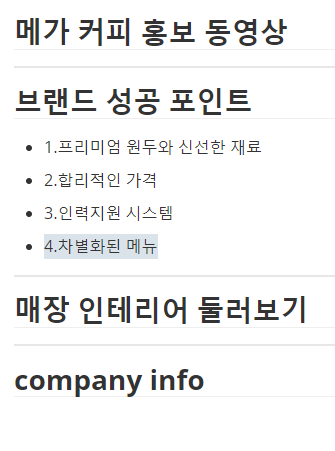 메가 커피 홍보 동영상
브랜드 성공 포인트
1.프리미엄 원두와 신선한 재료
2.합리적인 가격
3.인력지원 시스템
4.차별화된 메뉴
매장 인테리어 둘러보기
company info